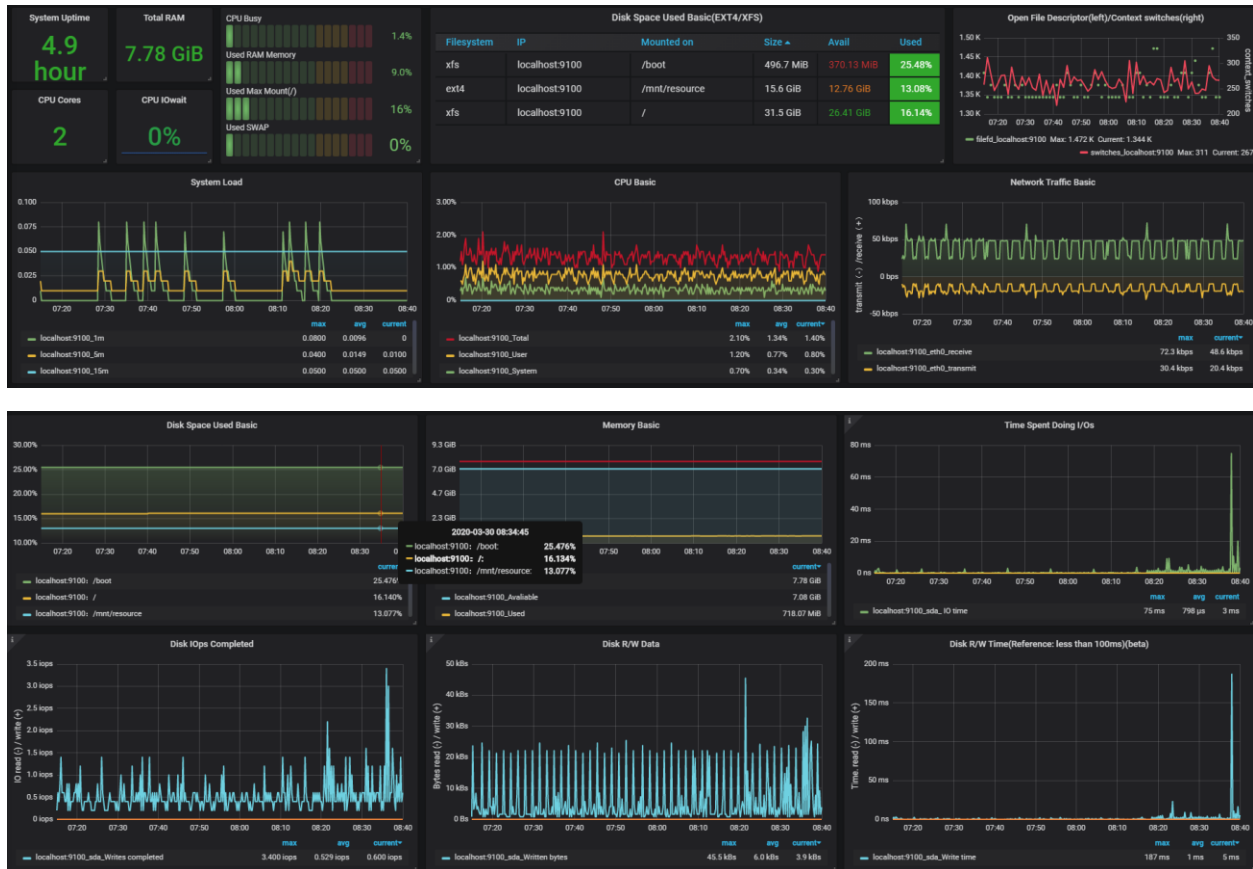 System Uptime
4.9
hour
Total RAM
7.78 GiB
CPU Cores
2
CPU IOwait
0%
CPU Busy
1.4%
Used RAM Memory
9.0%
Used Max Mount(/)
16%
Used SWAP
0%
Disk Space Used Basic(EXT4/XFS)
Filesystem IP Mounted on Size Avail Used
xfs localhost:9100 /boot 496.7 MiB 370.13 MiB 25.48%
ext4 localhost:9100 /mnt/resource 15.6 GiB 12.76 GiB 13.08%
xfs localhost:9100 / 31.5 GiB 26.41 GiB 16.14%
Open File Descriptor(left)/Context switches(right)
1.50 K 350
1.45 K 300
1.40 K
1.35 K 250
1.30 K 200
context_switches
07:20 07:30 07:40 07:50 08:00 08:10 08:20 08:30 08:40
filefd_localhost:9100 Max: 1.472 K Current: 1.344 K
switches_localhost:9100 Max: 311 Current: 267
System Load
0.100
0.075
0.050
0.025
0
07:20 07:30 07:40 07:50 08:00 08:10 08:20 08:30 08:40
max avg current
localhost:9100_1m 0.0800 0.0096 0
localhost:9100_5m 0.0400 0.0149 0.0100
localhost:9100_15m 0.0500 0.0500 0.0500
CPU Basic
3.00%
2.00%
1.00%
0%
07:20 07:30 07:40 07:50 08:00 08:10 08:20 08:30 08:40
max avg current
localhost:9100_Total 2.10% 1.34% 1.40%
localhost:9100_User 1.20% 0.77% 0.80%
localhost:9100_System 0.70% 0.34% 0.30%
Network Traffic Basic
transmit (-) /receive (+)
100 kbps
50 kbps
0 bps
-50 kbps
07:20 07:30 07:40 07:50 08:00 08:10 08:20 08:30 08:40
max current
localhost:9100_eth0_receive 72.3 kbps 48.6 kbps
localhost:9100_eth0_transmit 30.4 kbps 20.4 kbps
Disk Space Used Basic
30.00%
25.00%
20.00%
15.00%
10.00%
07:20 07:30 07:40 07:50 08:00 08:10 08:20 08:30
current
localhost:9100：/boot 25.476%
localhost:9100：/ 16.140%
localhost:9100：/mnt/resource 13.077%
2020-03-30 08:34:45
localhost:9100：/boot: 25.476%
localhost:9100：/: 16.134%
localhost:9100：/mnt/resource: 13.077%
Memory Basic
9.3 GiB
7.0 GiB
4.7 GiB
2.3 GiB
07:50 08:00 08:10 08:20 08:30 08:40
current
7.78 GiB
localhost:9100_Avaliable 7.08 GiB
localhost:9100_Used 718.07 MiB
Time Spent Doing I/Os
80 ms
60 ms
40 ms
20 ms
0 ns
07:20 07:30 07:40 07:50 08:00 08:10 08:20 08:30 08:40
max avg current
localhost:9100_sda_ IO time 75 ms 798 µs 3 ms
Disk IOps Completed
IO read (-) / write (+)
3.5 iops
3.0 iops
2.5 iops
2.0 iops
1.5 iops
1.0 iops
0.5 iops
0 iops
07:20 07:30 07:40 07:50 08:00 08:10 08:20 08:30 08:40
max avg current
localhost:9100_sda_Writes completed 3.400 iops 0.529 iops 0.600 iops
Disk R/W Data
Bytes read (-) / write (+)
50 kBs
40 kBs
30 kBs
20 kBs
10 kBs
0 Bs
07:20 07:30 07:40 07:50 08:00 08:10 08:20 08:30 08:40
max avg current
localhost:9100_sda_Written bytes 45.5 kBs 6.0 kBs 3.9 kBs
Disk R/W Time(Reference: less than 100ms)(beta)
Time. read (-) / write (+)
200 ms
150 ms
100 ms
50 ms
0 ns
07:20 07:30 07:40 07:50 08:00 08:10 08:20 08:30 08:40
max avg current
localhost:9100_sda_Write time 187 ms 1 ms 5 ms